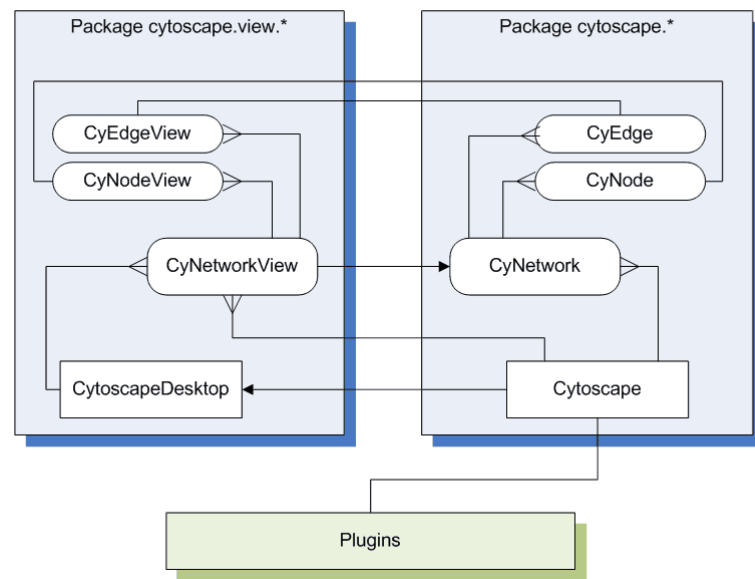 Package cytoscape.view.*
Package cytoscape.*
CyEdgeView
CyEdge
CyNodeView
CyNode
CyNetworkView
CyNetwork
CytoscapeDesktop
Cytoscape
Plugins